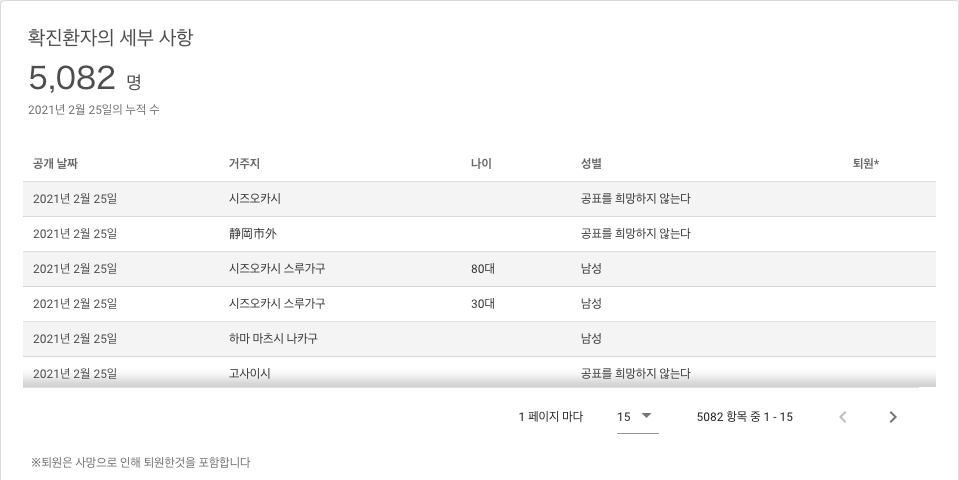 확진환자의 세부 사항
5,082 명
2021년 2월 25일의 누적 수
공개 날짜 거주지 나이 성별 퇴원*
2021년 2월 25일 시즈오카시 공표를 희망하지 않는다
2021년 2월 25일 静岡市外 공표를 희망하지 않는다
2021년 2월 25일 시즈오카시 스루가구 80대 남성
2021년 2월 25일 시즈오카시 스루가구 30대 남성
2021년 2월 25일 하마 마츠시 나카구 남성
2021년 2월 25일 고사이시 공표를 희망하지 않는다
1 페이지 마다 15 5082 항목 중 1 - 15
※퇴원은 사망으로 인해 퇴원한것을 포함합니다